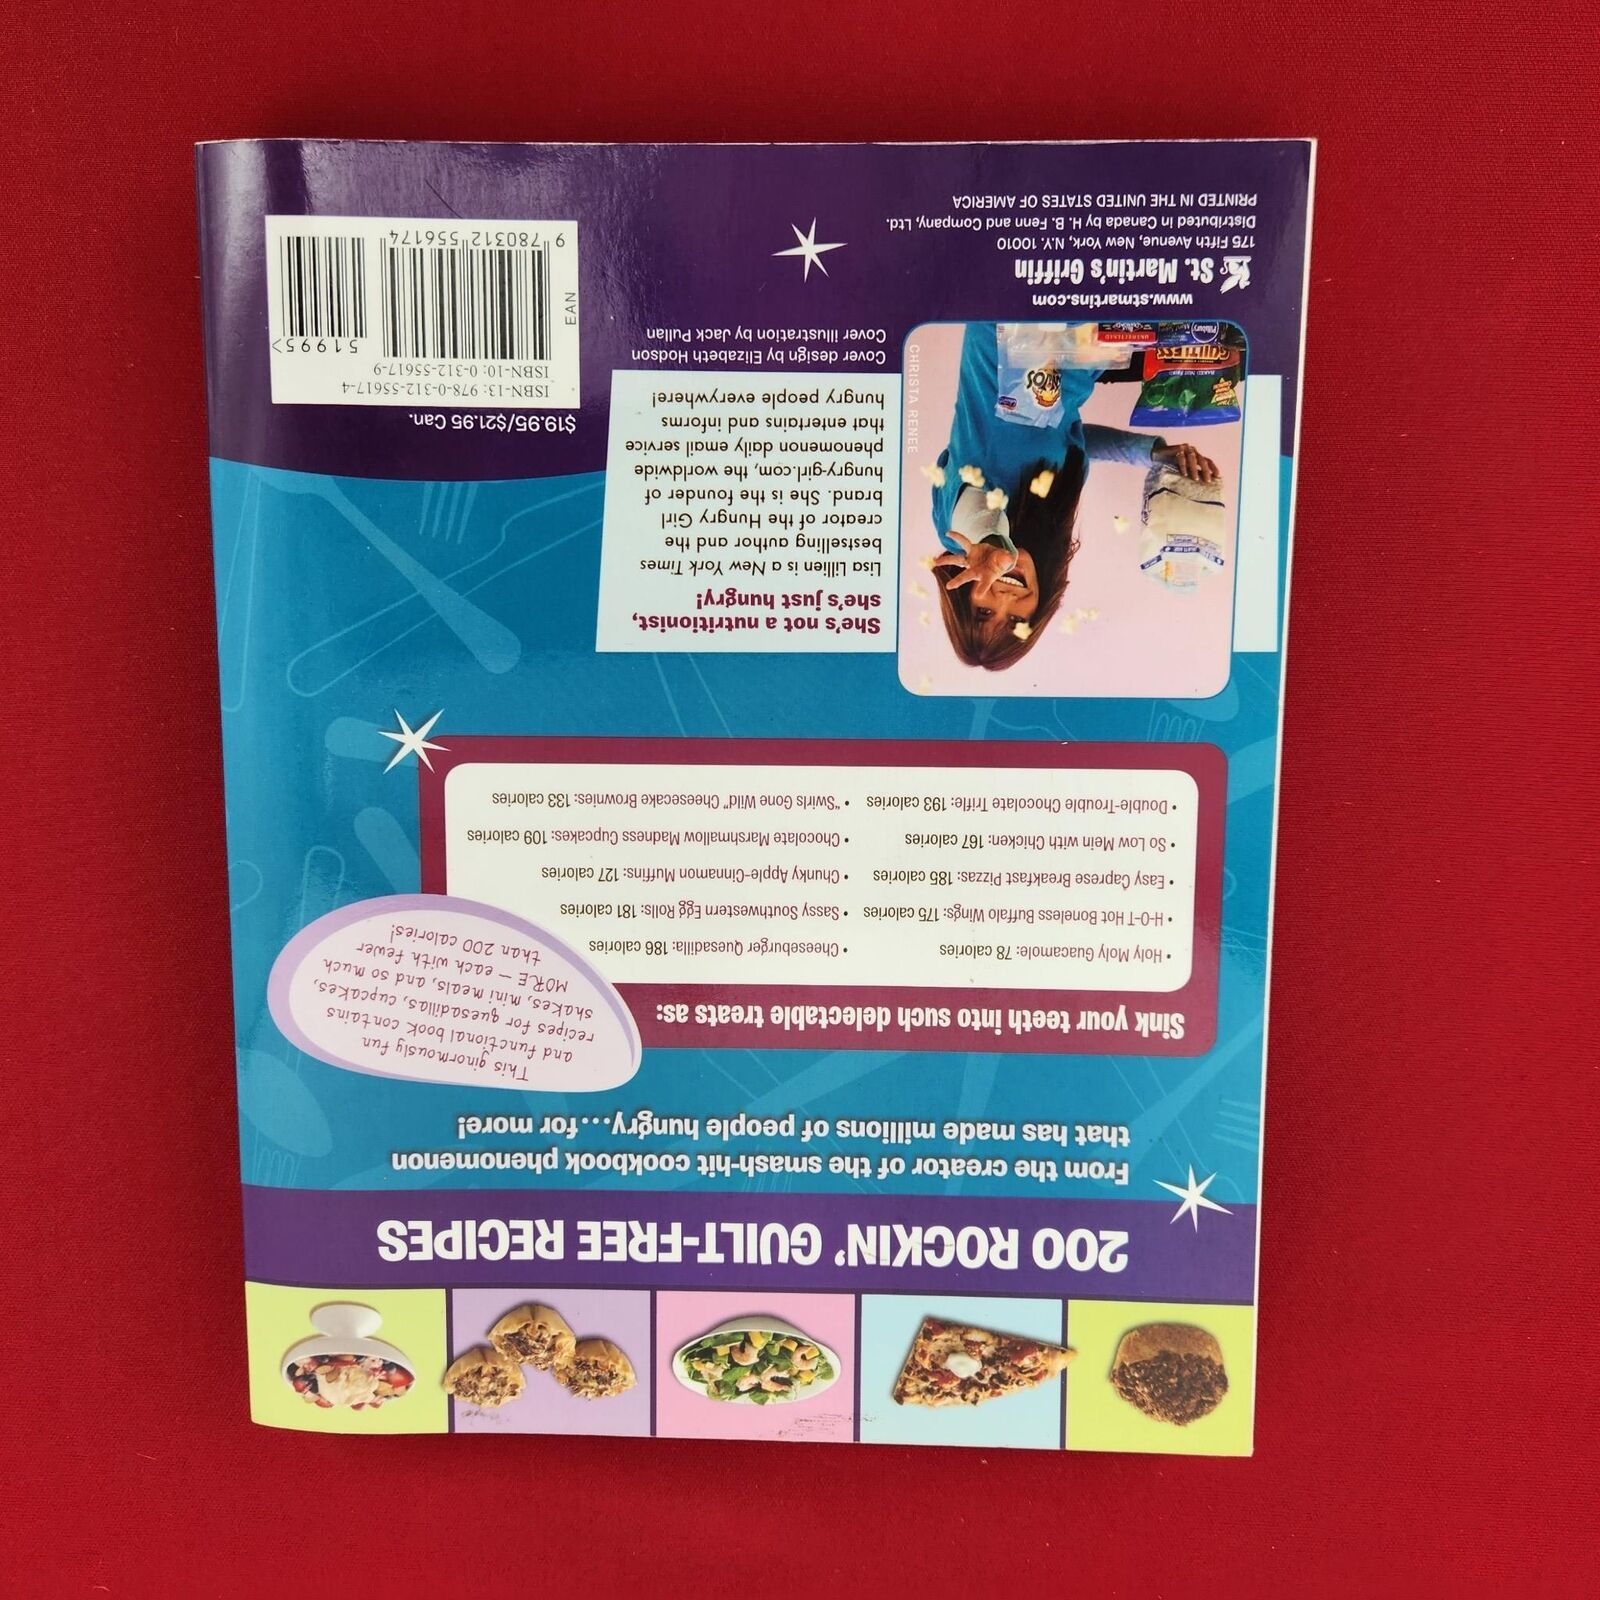 200 ROCKIN' GUILT-FREE RECIPES
From the creator of the smash-hit cookbook phenomenon
that has made millions of people hungry...for more!
This ginormously fun
and functional book contains
recipes for quesadillas, cupcakes,
shakes, mini meals, and so much
MORE — each with fewer
than 200 calories!
Sink your teeth into such delectable treats as:
• Holy Moly Guacamole: 78 calories
• H-O-T Hot Boneless Buffalo Wings: 175 calories
• Easy Caprese Breakfast Pizzas: 185 calories
• So Low Mein with Chicken: 167 calories
• Double-Trouble Chocolate Trifle: 193 calories
• Cheeseburger Quesadilla: 186 calories
• Sassy Southwestern Egg Rolls: 181 calories
• Chunky Apple-Cinnamon Muffins: 127 calories
• Chocolate Marshmallow Madness Cupcakes: 109 calories
• "Swirls Gone Wild" Cheesecake Brownies: 133 calories
She's not a nutritionist,
she's just hungry!
Lisa Lillien is a New York Times
bestselling author and the
creator of the Hungry Girl
brand. She is the founder of
hungry-girl.com, the worldwide
phenomenon daily email service
that entertains and informs
hungry people everywhere!
CHRISTA RENEE
GUILTLESS
UNSWEETENED
Pillsbury
Cover design by Elizabeth Hodson
Cover illustration by Jack Pullan
www.stmartins.com
St. Martin's Griffin
175 Fifth Avenue, New York, N.Y. 10010
Distributed in Canada by H. B. Fenn and Company, Ltd.
PRINTED IN THE UNITED STATES OF AMERICA
$19.95/$21.95 Can.
ISBN-13: 978-0-312-55617-4
ISBN-10: 0-312-55617-9
51995>
EAN
9 780312 556174